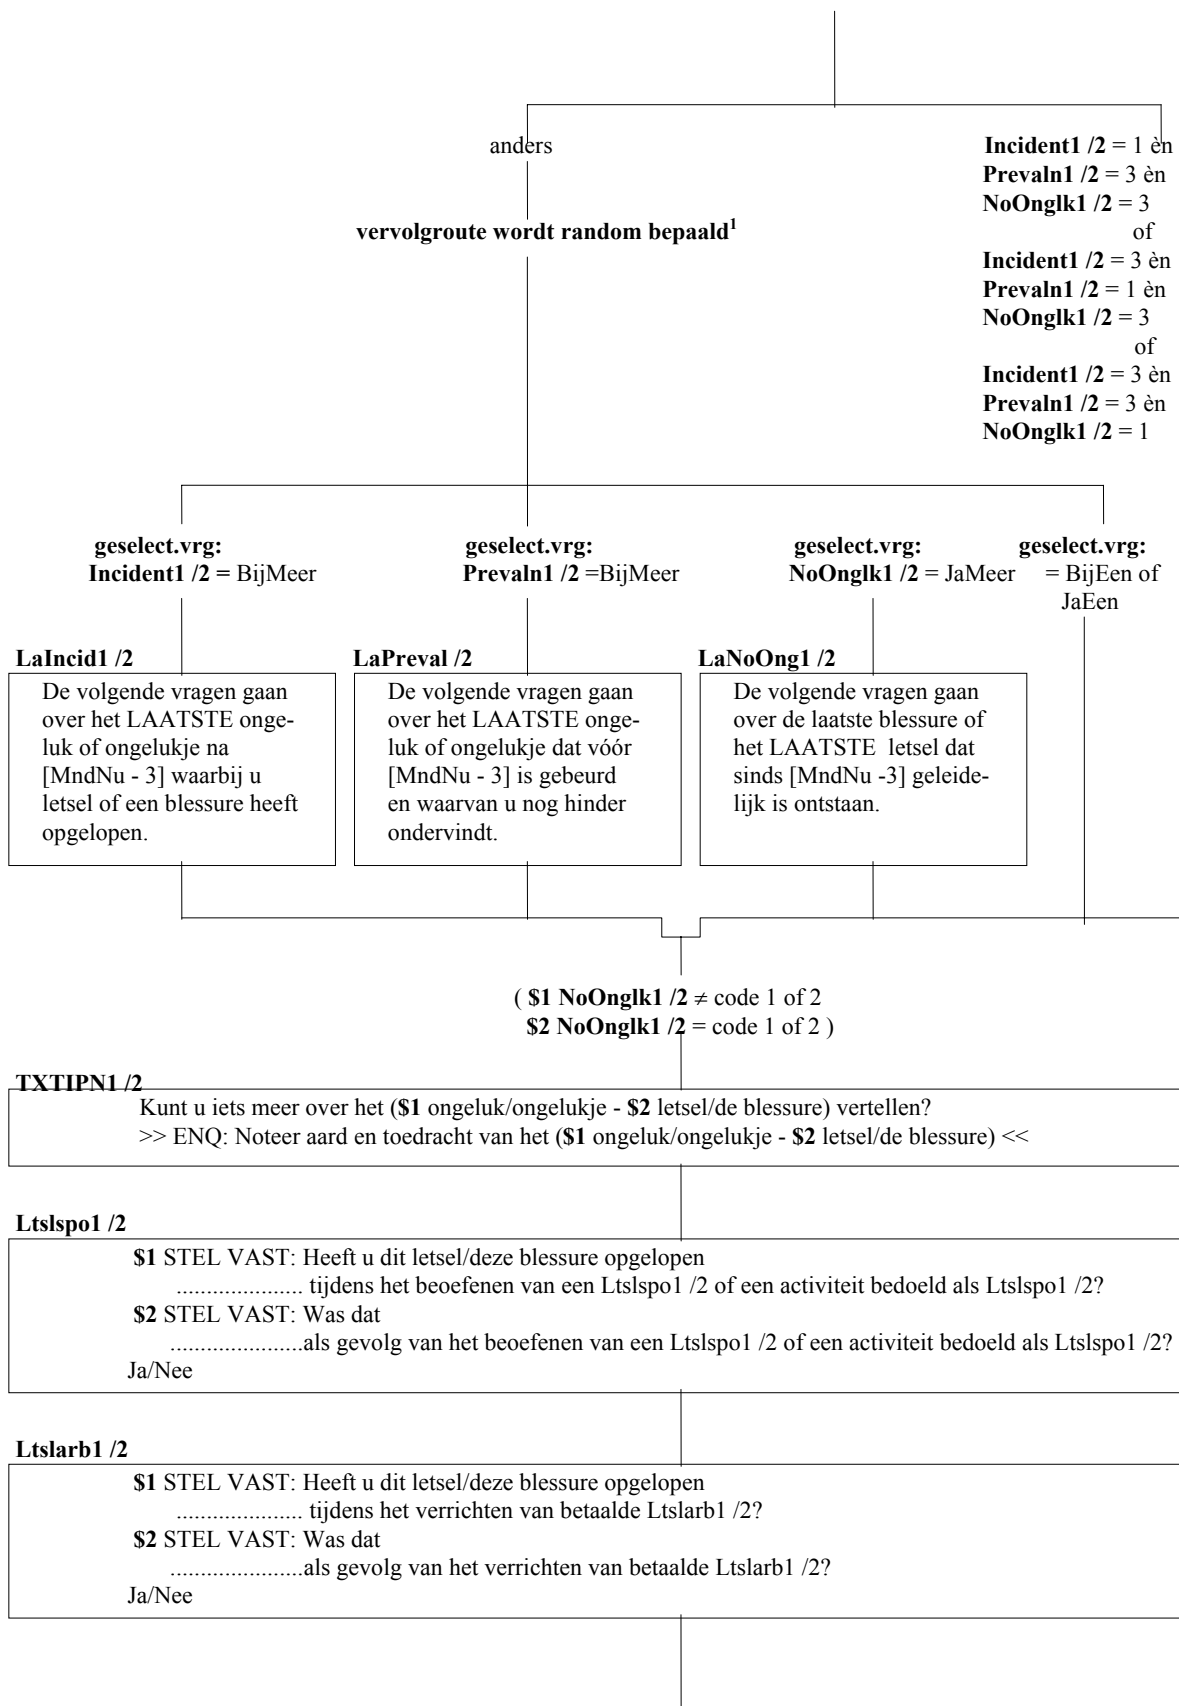 anders
vervolgroute wordt random bepaald1
Incident1 /2 = 1 èn
Prevaln1 /2 = 3 èn
NoOnglk1 /2 = 3
of
Incident1 /2 = 3 èn
Prevaln1 /2 = 1 èn
NoOnglk1 /2 = 3
of
Incident1 /2 = 3 èn
Prevaln1 /2 = 3 èn
NoOnglk1 /2 = 1
geselect.vrg:
Incident1 /2 = BijMeer
geselect.vrg:
Prevaln1 /2 =BijMeer
geselect.vrg:
NoOnglk1 /2 = JaMeer
geselect.vrg:
= BijEen of
JaEen
LaIncid1 /2
De volgende vragen gaan
over het LAATSTE onge-
luk of ongelukje na
[MndNu - 3] waarbij u
letsel of een blessure heeft
opgelopen.
LaPreval /2
De volgende vragen gaan
over het LAATSTE onge-
luk of ongelukje dat vóór
[MndNu - 3] is gebeurd
en waarvan u nog hinder
ondervindt.
LaNoOng1 /2
De volgende vragen gaan
over de laatste blessure of
het LAATSTE letsel dat
sinds [MndNu -3] geleide-
lijk is ontstaan.
( $1 NoOnglk1 /2 ≠ code 1 of 2
$2 NoOnglk1 /2 = code 1 of 2 )
TXTIPN1 /2
Kunt u iets meer over het ($1 ongeluk/ongelukje - $2 letsel/de blessure) vertellen?
>> ENQ: Noteer aard en toedracht van het ($1 ongeluk/ongelukje - $2 letsel/de blessure) <<
Ltslspo1 /2
$1 STEL VAST: Heeft u dit letsel/deze blessure opgelopen
..................... tijdens het beoefenen van een Ltslspo1 /2 of een activiteit bedoeld als Ltslspo1 /2?
$2 STEL VAST: Was dat
......................als gevolg van het beoefenen van een Ltslspo1 /2 of een activiteit bedoeld als Ltslspo1 /2?
Ja/Nee
Ltslarb1 /2
$1 STEL VAST: Heeft u dit letsel/deze blessure opgelopen
..................... tijdens het verrichten van betaalde Ltslarb1 /2?
$2 STEL VAST: Was dat
......................als gevolg van het verrichten van betaalde Ltslarb1 /2?
Ja/Nee